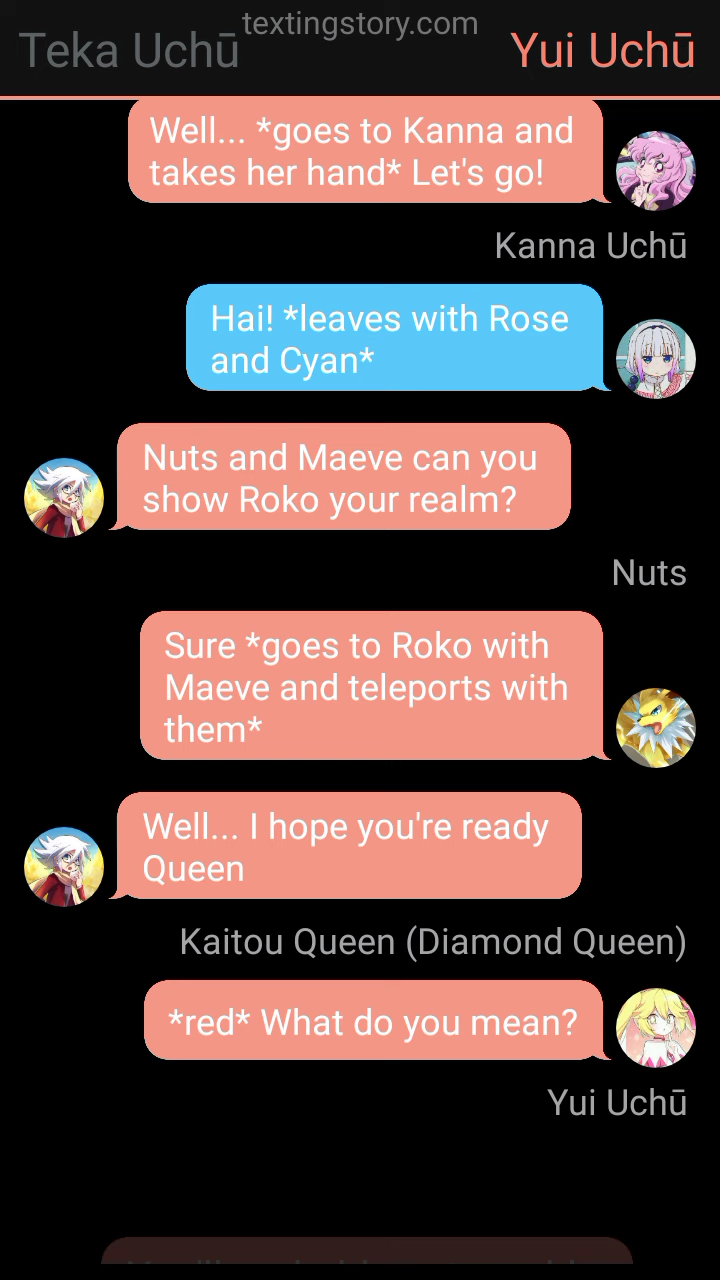 textingstory.com
Teka Uchū
Yui Uchū
Well... *goes to Kanna and
takes her hand* Let's go!
Kanna Uchū
Hai! *leaves with Rose
and Cyan*
Nuts and Maeve can you
show Roko your realm?
Nuts
Sure *goes to Roko with
Maeve and teleports with
them*
Well... I hope you're ready
Queen
Kaitou Queen (Diamond Queen)
*red* What do you mean?
Yui Uchū